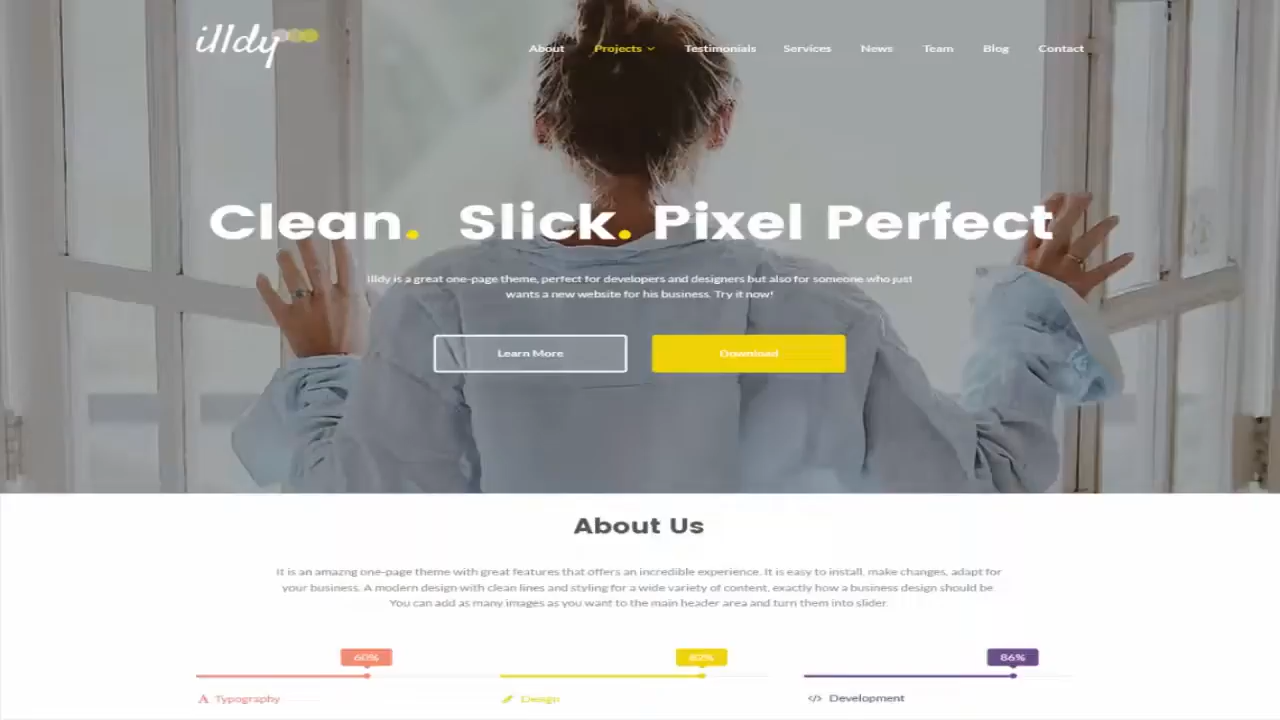 illdy
About Projects Testimonials Services News Team Blog Contact
Clean. Slick. Pixel Perfect
Illdy is a great one-page theme, perfect for developers and designers but also for someone who just
wants a new website for his business. Try it now!
Learn More Download
About Us
It is an amazng one-page theme with great features that offers an incredible experience. It is easy to install, make changes, adapt for
your business. A modern design with clean lines and styling for a wide variety of content, exactly how a business design should be.
You can add as many images as you want to the main header area and turn them into slider.
60% 82% 86%
Typography Design Development